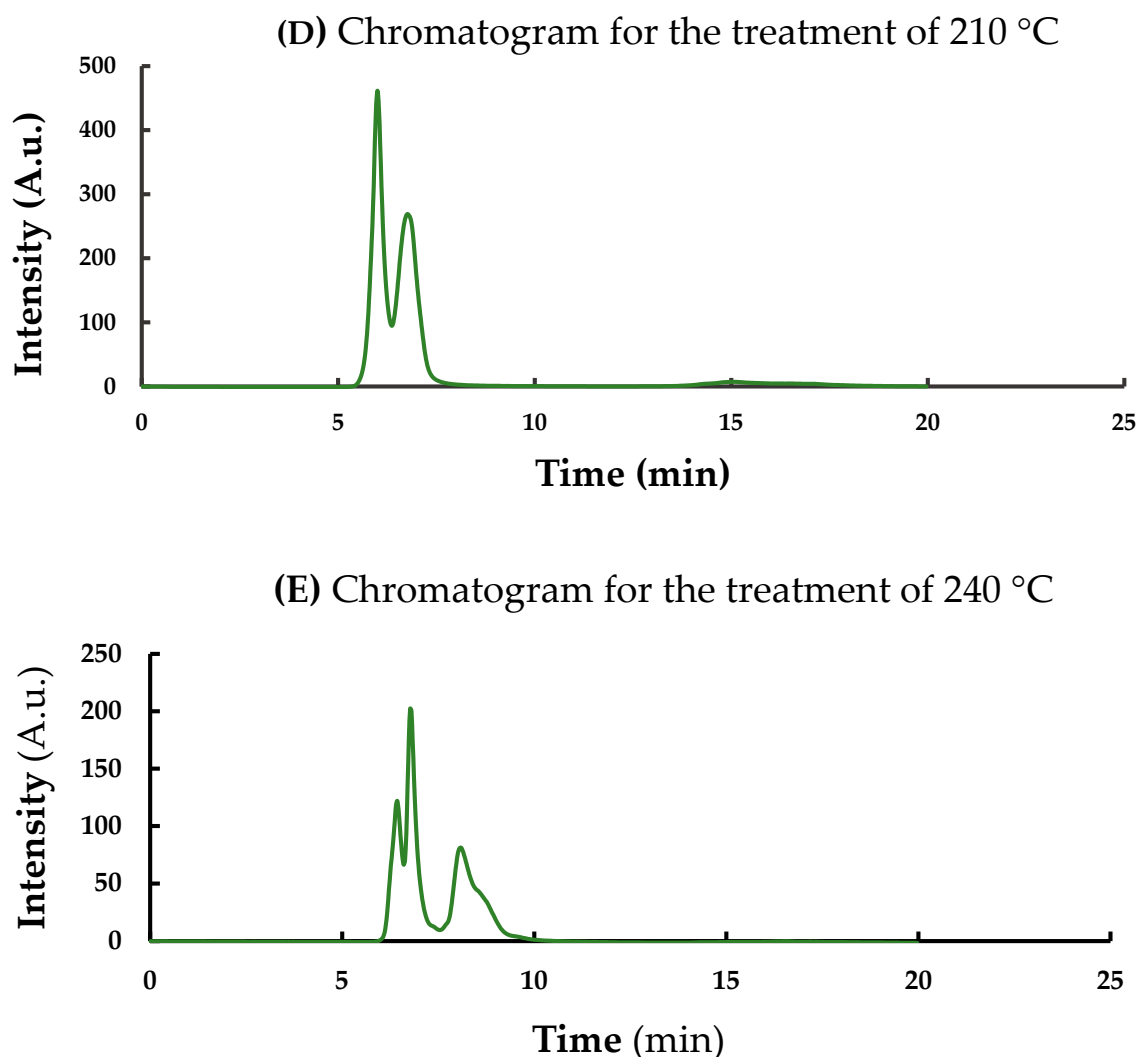 (D) Chromatogram for the treatment of 210 °C
500
400
300
200
100
0
Intensity (A.u.)
0 5 10 15 20 25
Time (min)
(E) Chromatogram for the treatment of 240 °C
250
200
150
100
50
0
Intensity (A.u.)
0 5 10 15 20 25
Time (min)